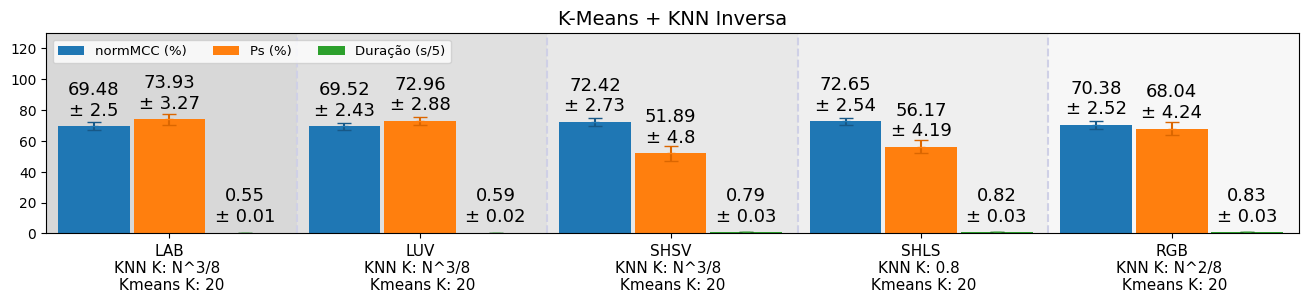 K-Means + KNN Inversa
normMCC (%) Ps (%) Duração (s/5)
120
100
80
60
40
20
0
69.48
± 2.5
73.93
± 3.27
0.55
± 0.01
69.52
± 2.43
72.96
± 2.88
0.59
± 0.02
72.42
± 2.73
51.89
± 4.8
0.79
± 0.03
72.65
± 2.54
56.17
± 4.19
0.82
± 0.03
70.38
± 2.52
68.04
± 4.24
0.83
± 0.03
LAB
KNN K: N^3/8
Kmeans K: 20
LUV
KNN K: N^3/8
Kmeans K: 20
SHSV
KNN K: N^3/8
Kmeans K: 20
SHLS
KNN K: 0.8
Kmeans K: 20
RGB
KNN K: N^2/8
Kmeans K: 20